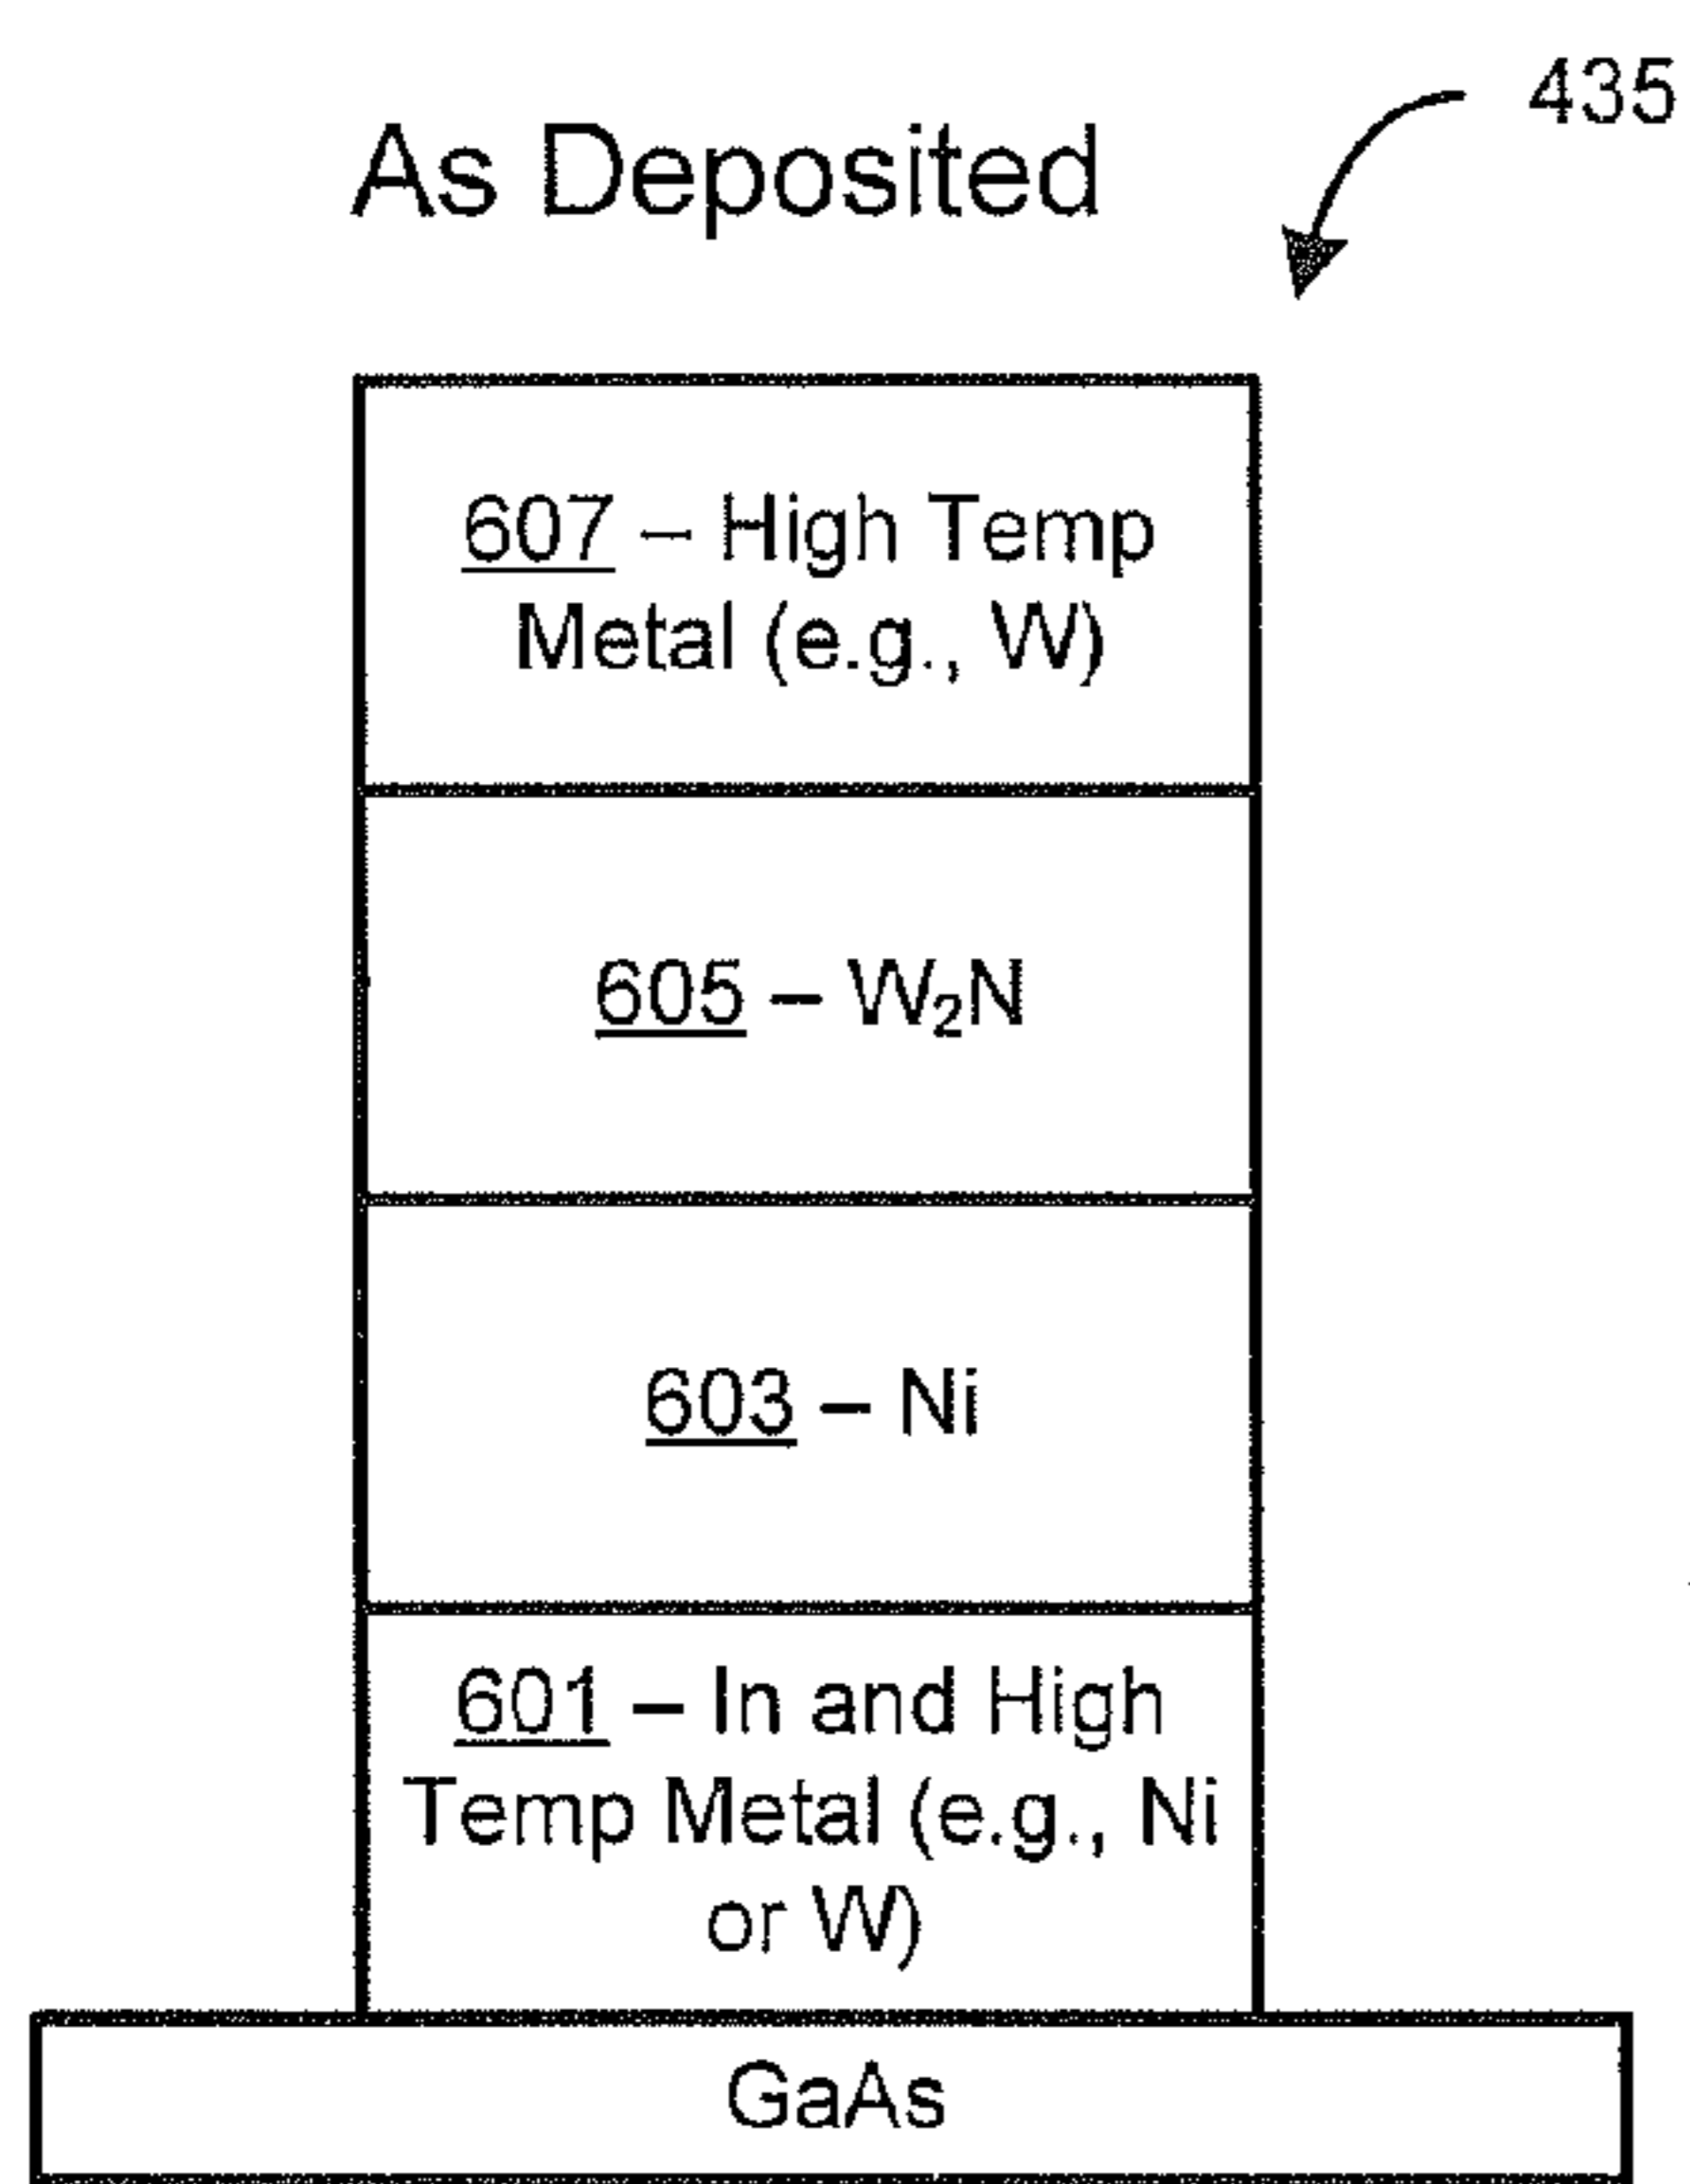 435
As Deposited
607 – High Temp
Metal (e.g., W)
605 – W₂N
603 – Ni
601 – In and High
Temp Metal (e.g., Ni
or W)
GaAs